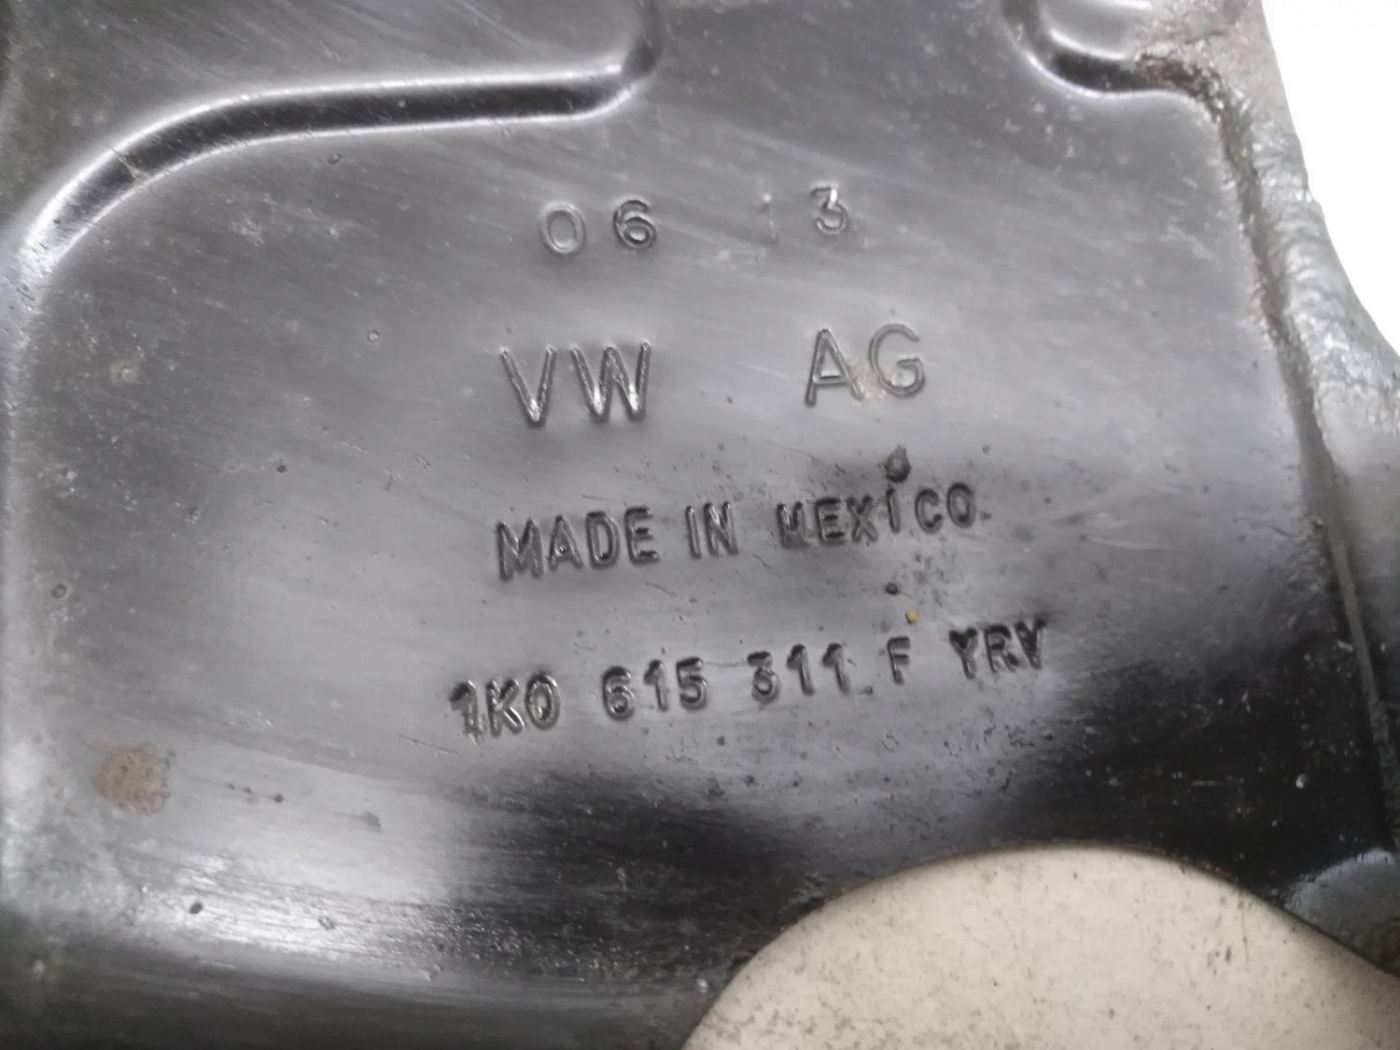 06 13
VW AG
MADE IN MEXICO
1K0 615 311 F YRV